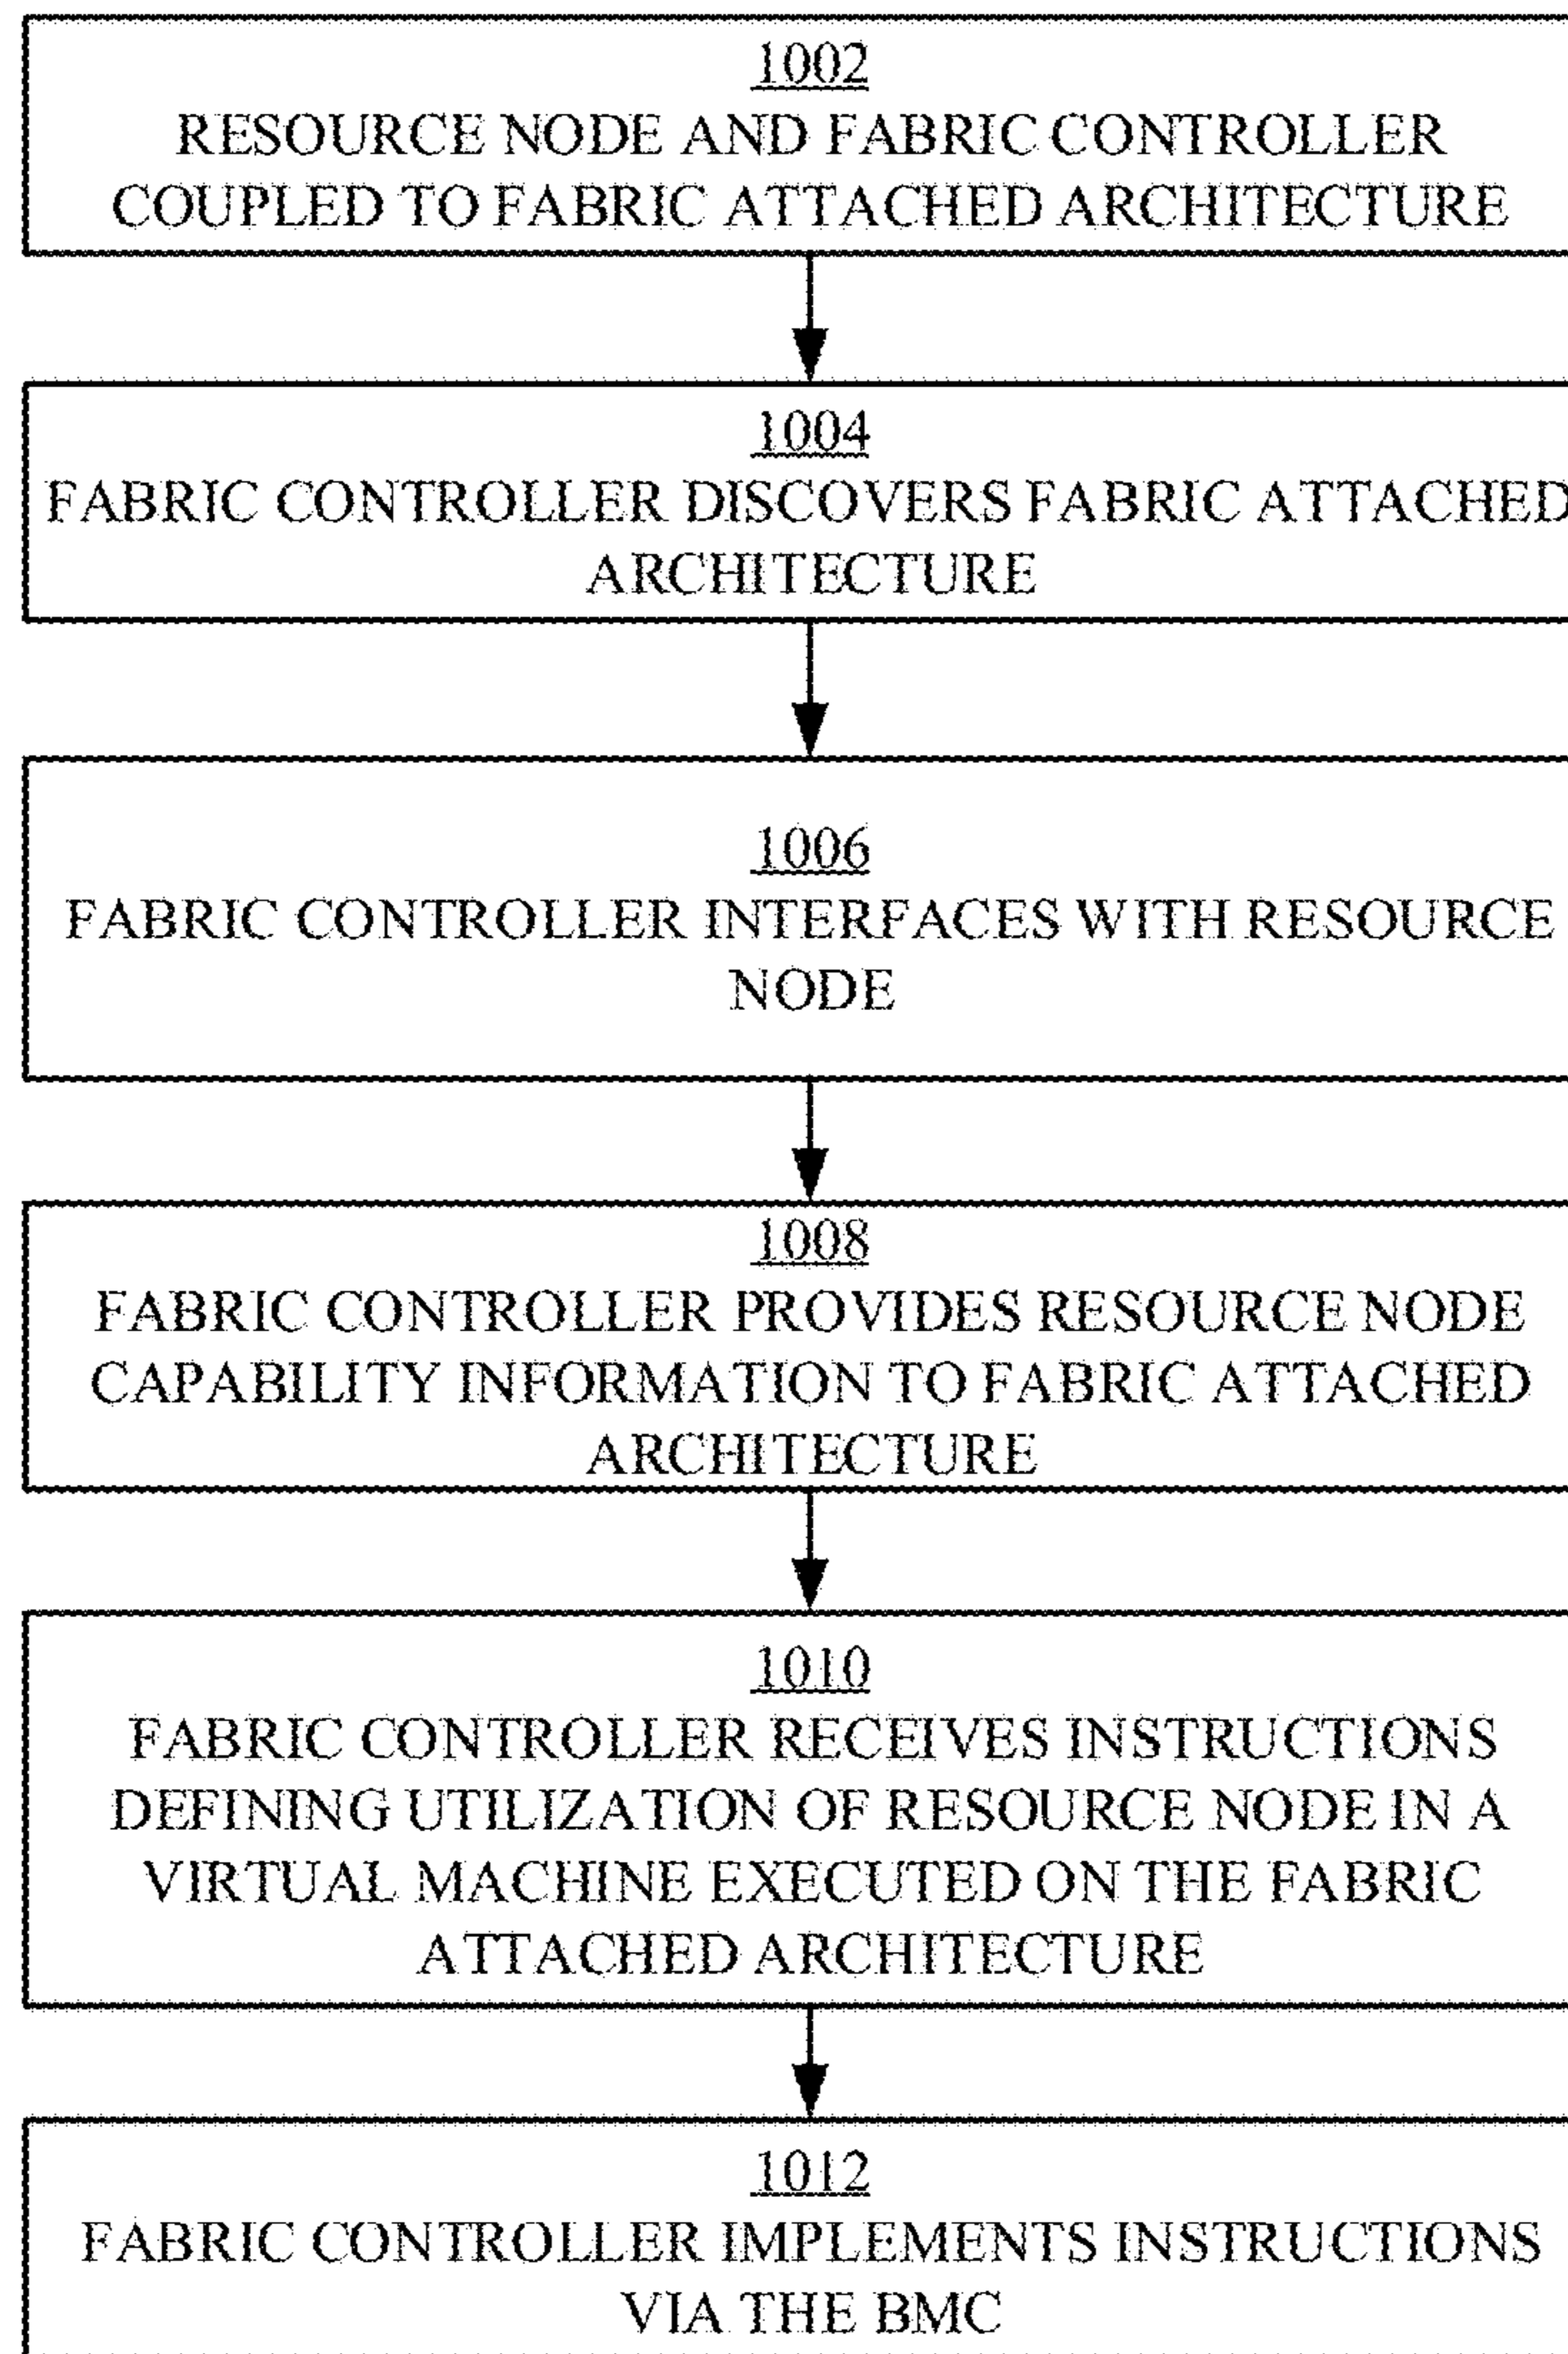 1002
RESOURCE NODE AND FABRIC CONTROLLER
COUPLED TO FABRIC ATTACHED ARCHITECTURE
1004
FABRIC CONTROLLER DISCOVERS FABRIC ATTACHED
ARCHITECTURE
1006
FABRIC CONTROLLER INTERFACES WITH RESOURCE
NODE
1008
FABRIC CONTROLLER PROVIDES RESOURCE NODE
CAPABILITY INFORMATION TO FABRIC ATTACHED
ARCHITECTURE
1010
FABRIC CONTROLLER RECEIVES INSTRUCTIONS
DEFINING UTILIZATION OF RESOURCE NODE IN A
VIRTUAL MACHINE EXECUTED ON THE FABRIC
ATTACHED ARCHITECTURE
1012
FABRIC CONTROLLER IMPLEMENTS INSTRUCTIONS
VIA THE BMC